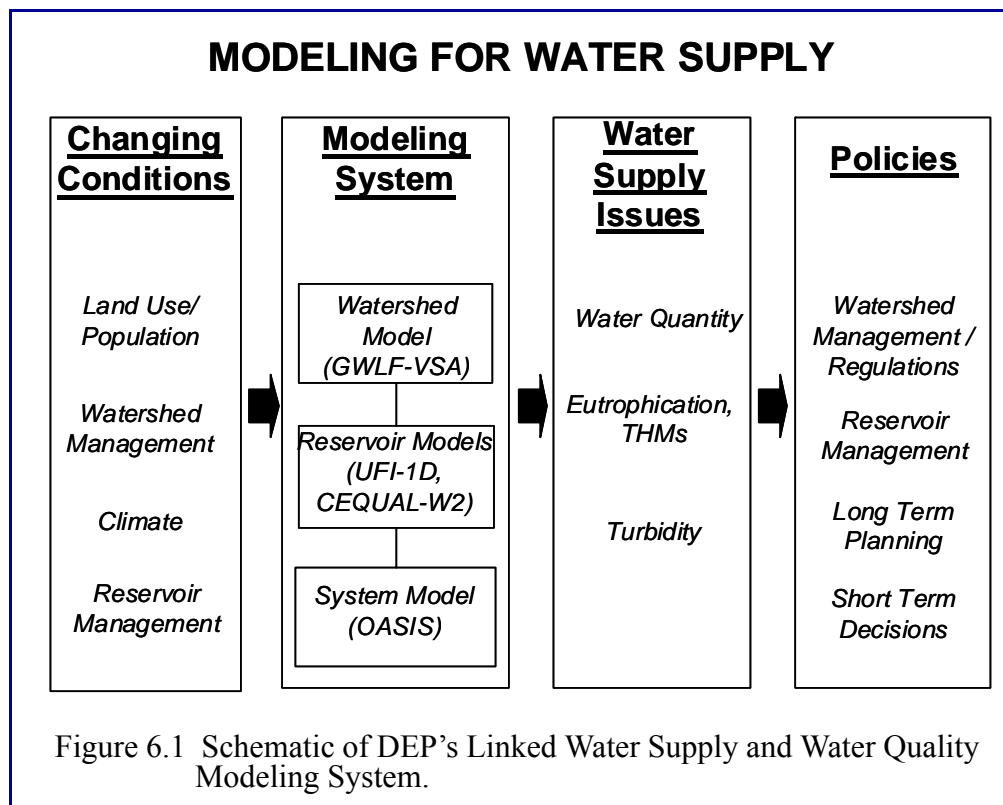 MODELING FOR WATER SUPPLY
Changing
Conditions
Land Use/
Population
Watershed
Management
Climate
Reservoir
Management
Modeling
System
Watershed
Model
(GWLF-VSA)
Reservoir Models
(UFI-1D,
CEQUAL-W2)
System Model
(OASIS)
Water
Supply
Issues
Water Quantity
Eutrophication,
THMs
Turbidity
Policies
Watershed
Management /
Regulations
Reservoir
Management
Long Term
Planning
Short Term
Decisions
Figure 6.1 Schematic of DEP’s Linked Water Supply and Water Quality
Modeling System.